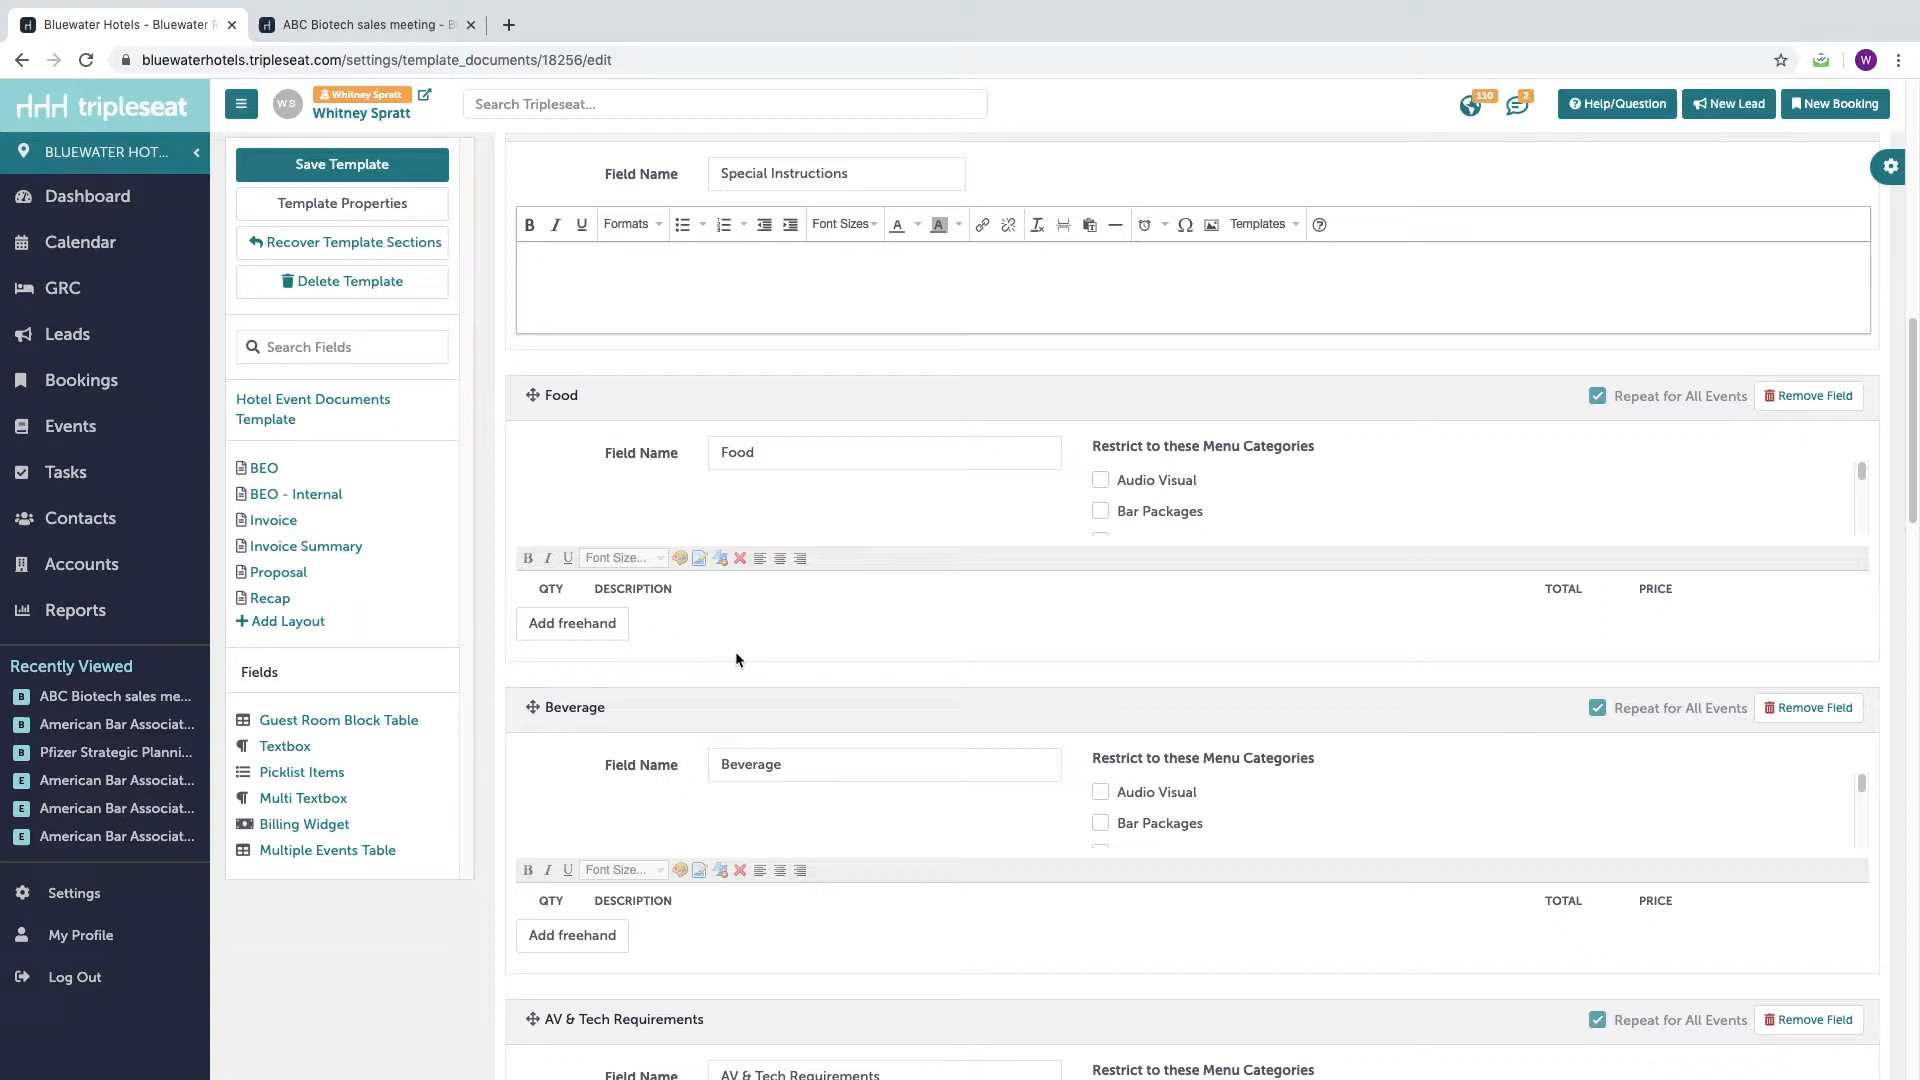 Bluewater Hotels - Bluewater
ABC Biotech sales meeting - B
bluewaterhotels.tripleseat.com/settings/template_documents/18256/edit
W
tripleseat
WS
Whitney Spratt
Whitney Spratt
Search Tripleseat...
110
2
Help/Question
New Lead
New Booking
BLUEWATER HOT...
Dashboard
Calendar
GRC
Leads
Bookings
Events
Tasks
Contacts
Accounts
Reports
Recently Viewed
B ABC Biotech sales me...
B American Bar Associat...
B Pfizer Strategic Planni...
E American Bar Associat...
E American Bar Associat...
E American Bar Associat...
Settings
My Profile
Log Out
Save Template
Template Properties
Recover Template Sections
Delete Template
Search Fields
Hotel Event Documents
Template
BEO
BEO - Internal
Invoice
Invoice Summary
Proposal
Recap
Add Layout
Fields
Guest Room Block Table
Textbox
Picklist Items
Multi Textbox
Billing Widget
Multiple Events Table
Field Name Special Instructions
B I U Formats Font Sizes A A Templates
Food Repeat for All Events Remove Field
Field Name Food
Restrict to these Menu Categories
Audio Visual
Bar Packages
B I U Font Size...
QTY DESCRIPTION TOTAL PRICE
Add freehand
Beverage Repeat for All Events Remove Field
Field Name Beverage
Restrict to these Menu Categories
Audio Visual
Bar Packages
B I U Font Size...
QTY DESCRIPTION TOTAL PRICE
Add freehand
AV & Tech Requirements Repeat for All Events Remove Field
Field Name AV & Tech Requirements
Restrict to these Menu Categories